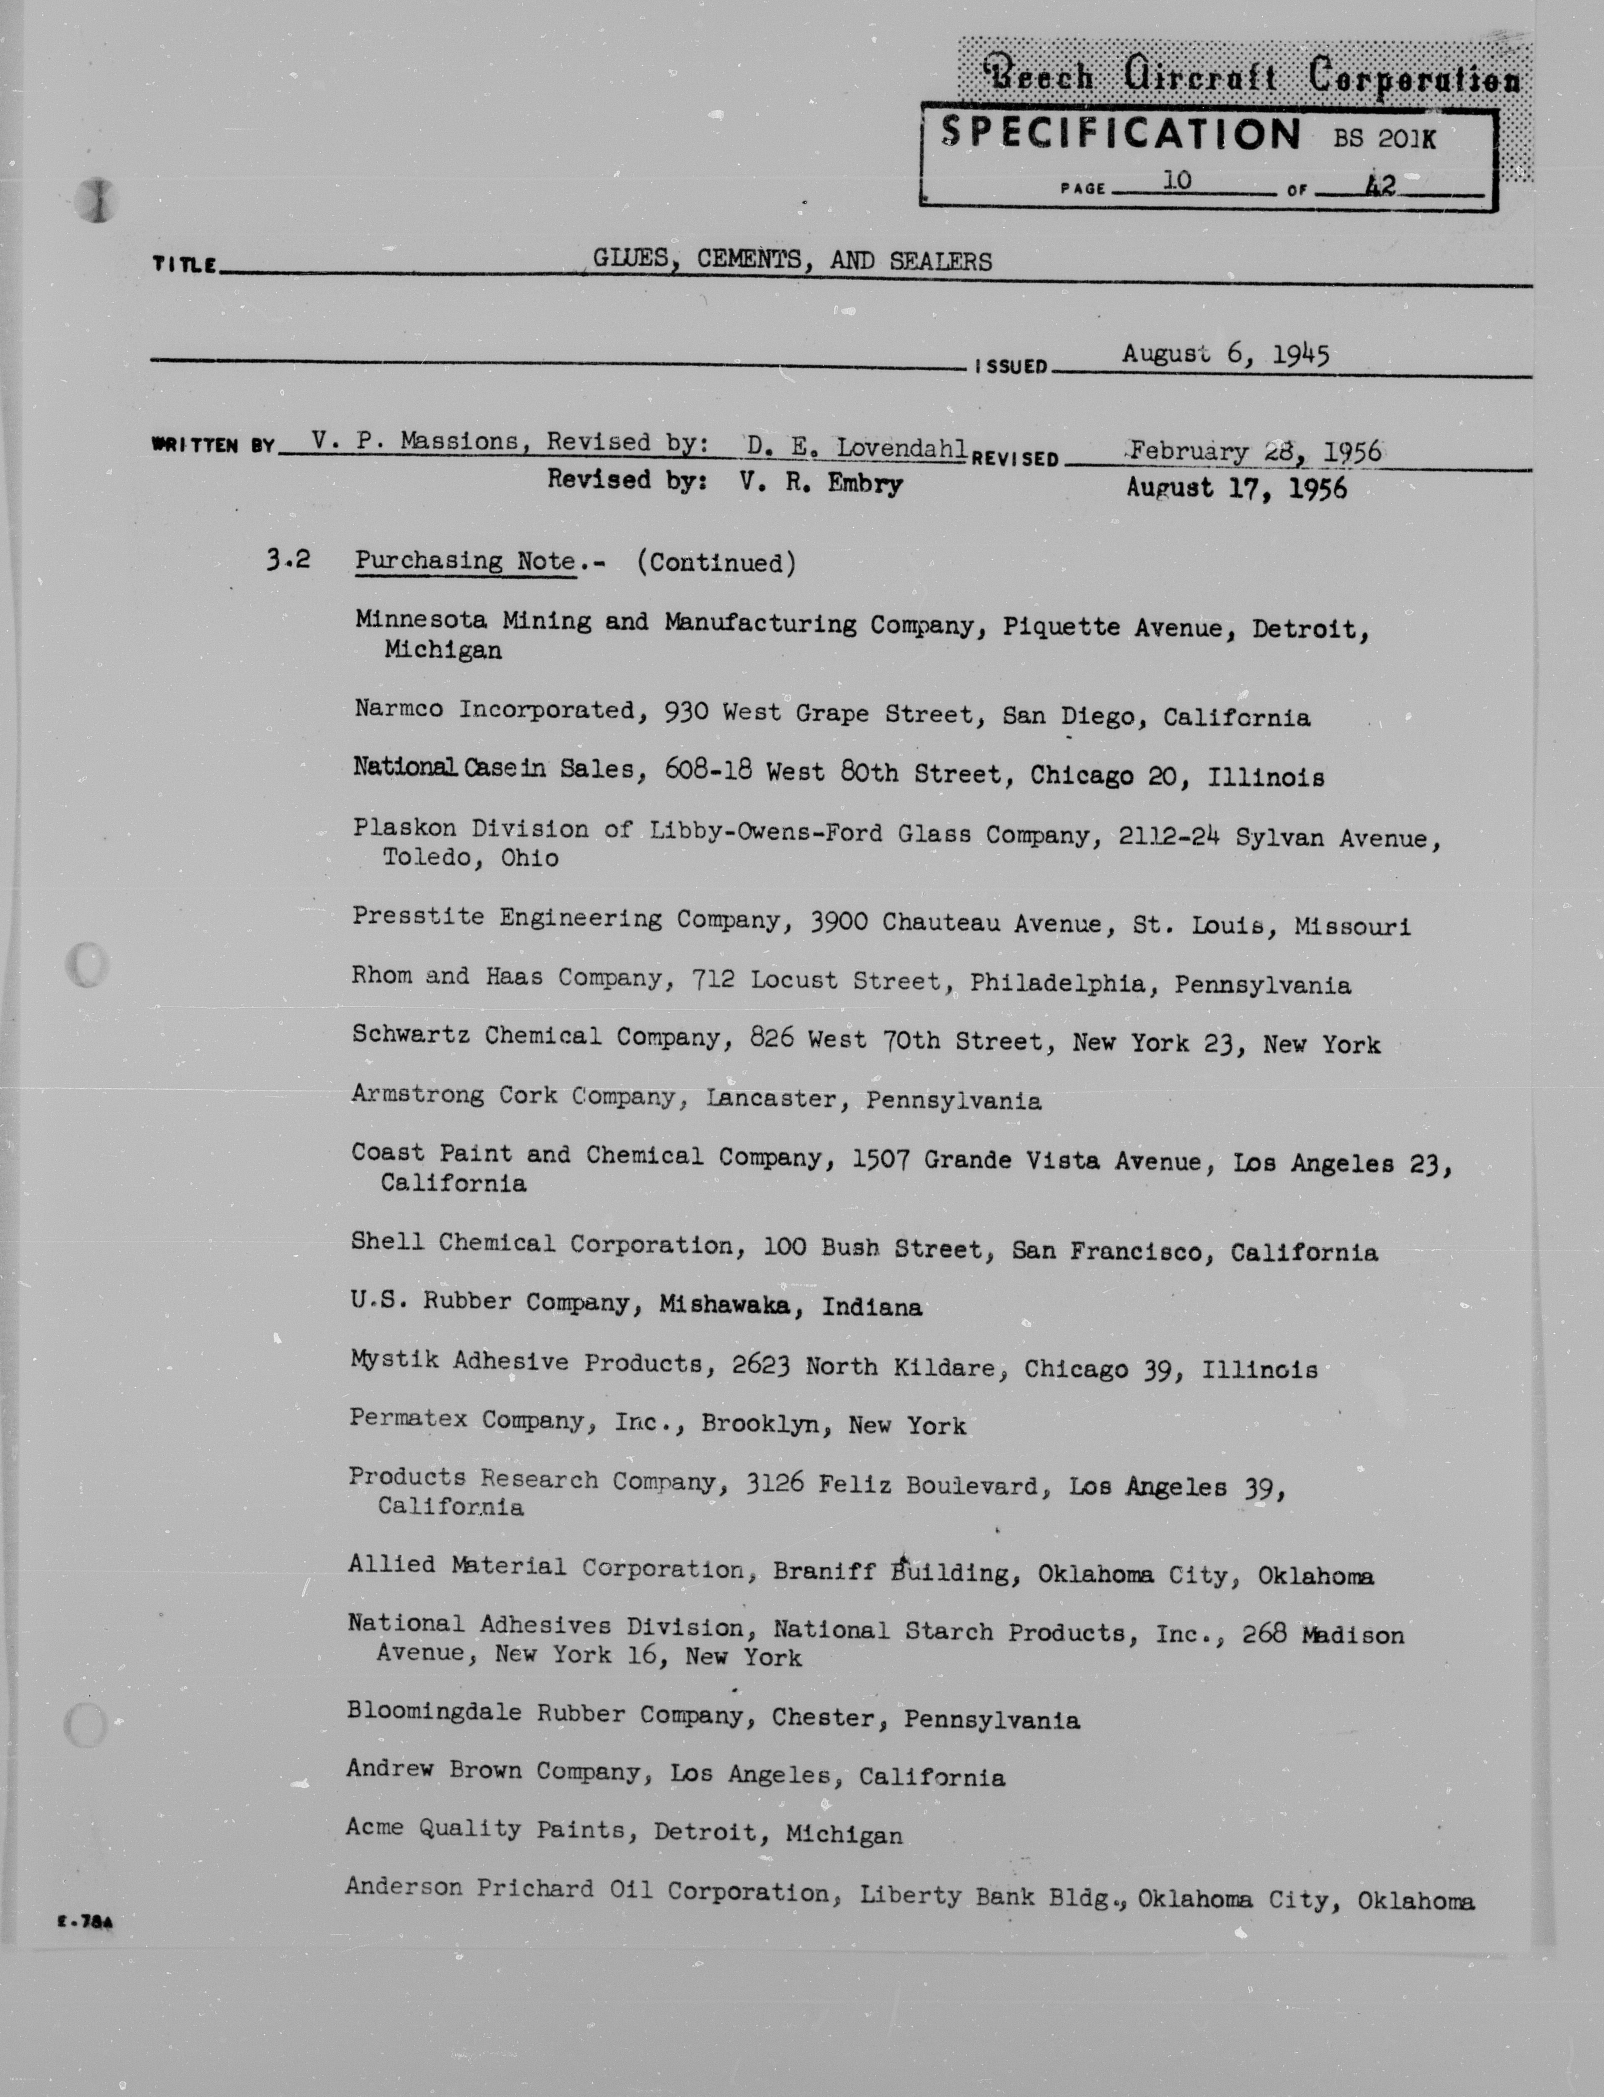 Beech Aircraft Corporation
SPECIFICATION BS 201K
PAGE 10 OF 42
TITLE GLUES, CEMENTS, AND SEALERS
ISSUED August 6, 1945
WRITTEN BY V. P. Massions, Revised by: D. E. Lovendahl REVISED February 28, 1956
Revised by: V. R. Embry August 17, 1956
3.2 Purchasing Note.- (Continued)
Minnesota Mining and Manufacturing Company, Piquette Avenue, Detroit,
Michigan
Narmco Incorporated, 930 West Grape Street, San Diego, California
National Casein Sales, 608-18 West 80th Street, Chicago 20, Illinois
Plaskon Division of Libby-Owens-Ford Glass Company, 2112-24 Sylvan Avenue,
Toledo, Ohio
Presstite Engineering Company, 3900 Chauteau Avenue, St. Louis, Missouri
Rhom and Haas Company, 712 Locust Street, Philadelphia, Pennsylvania
Schwartz Chemical Company, 826 West 70th Street, New York 23, New York
Armstrong Cork Company, Lancaster, Pennsylvania
Coast Paint and Chemical Company, 1507 Grande Vista Avenue, Los Angeles 23,
California
Shell Chemical Corporation, 100 Bush Street, San Francisco, California
U.S. Rubber Company, Mishawaka, Indiana
Mystik Adhesive Products, 2623 North Kildare, Chicago 39, Illinois
Permatex Company, Inc., Brooklyn, New York
Products Research Company, 3126 Feliz Boulevard, Los Angeles 39,
California
Allied Material Corporation, Braniff Building, Oklahoma City, Oklahoma
National Adhesives Division, National Starch Products, Inc., 268 Madison
Avenue, New York 16, New York
Bloomingdale Rubber Company, Chester, Pennsylvania
Andrew Brown Company, Los Angeles, California
Acme Quality Paints, Detroit, Michigan
Anderson Prichard Oil Corporation, Liberty Bank Bldg., Oklahoma City, Oklahoma
E-78A